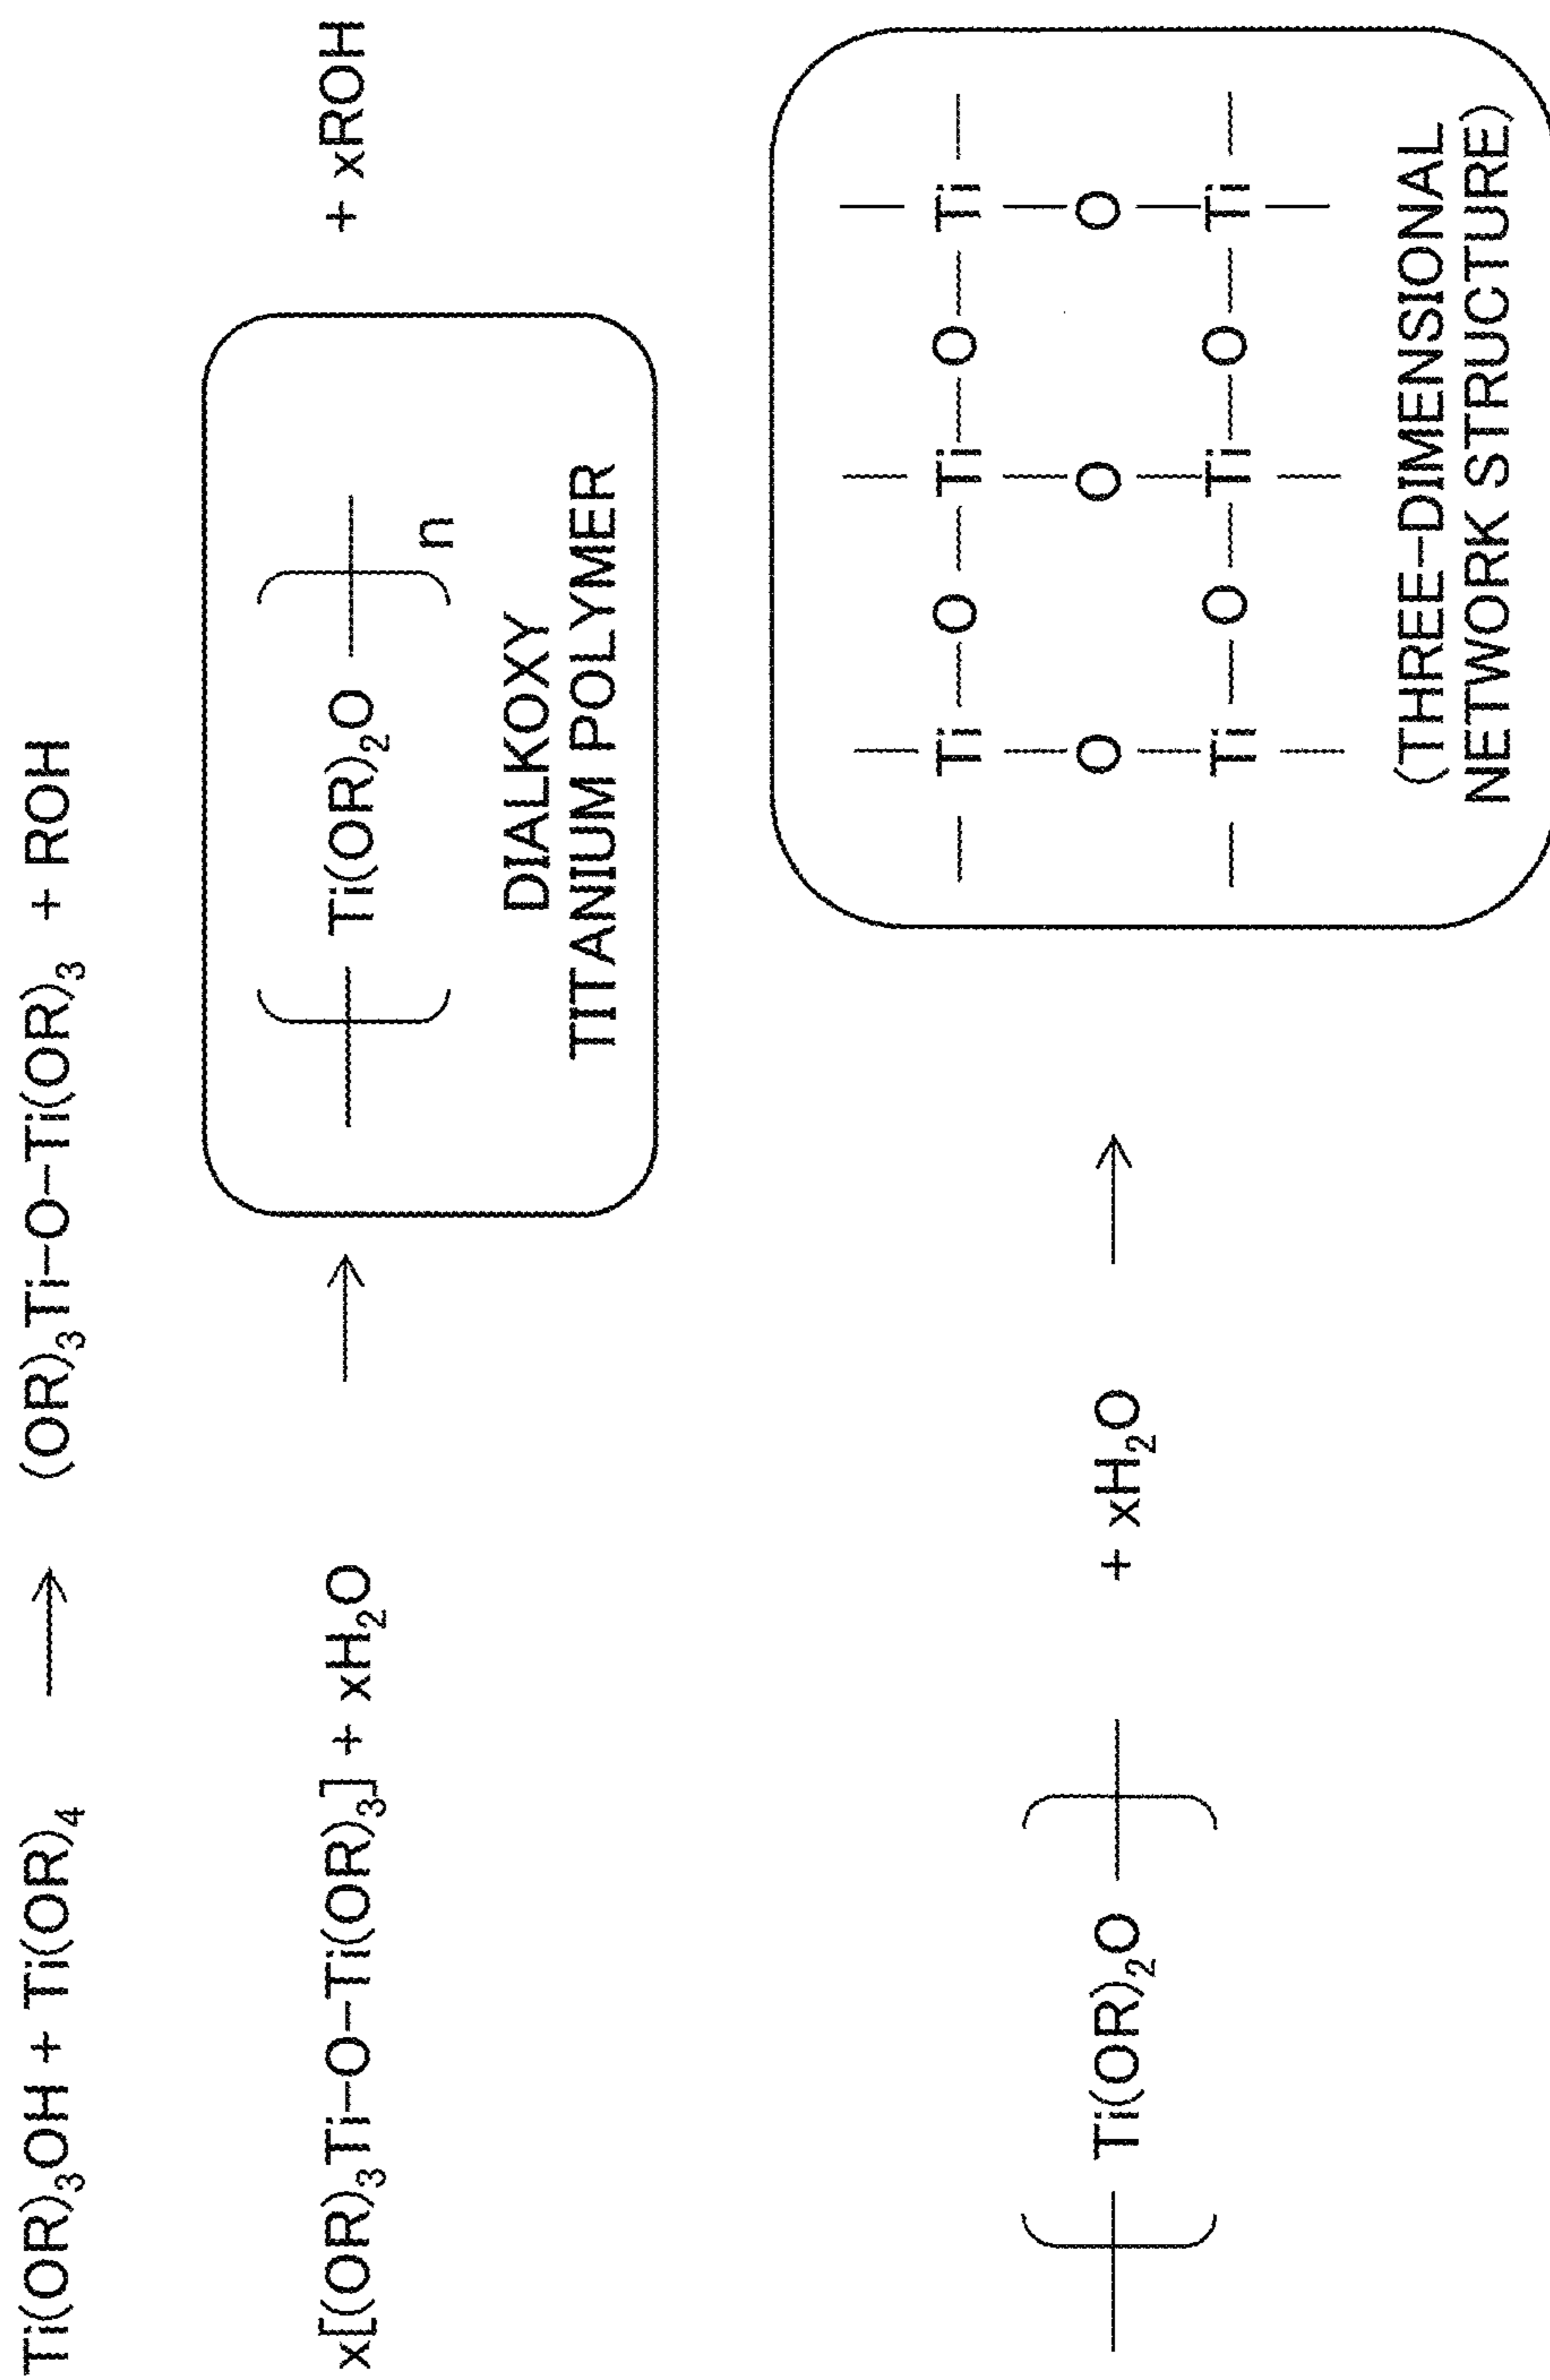 Ti(OR)₃OH + Ti(OR)₄ → (OR)₃Ti–O–Ti(OR)₃ + ROH
x[(OR)₃Ti–O–Ti(OR)₃] + xH₂O → ( Ti(OR)₂O )n + xROH
DIALKOXY
TITANIUM POLYMER
( Ti(OR)₂O ) + xH₂O →
— Ti — O — Ti — O — Ti —
O O O
— Ti — O — Ti — O — Ti —
(THREE–DIMENSIONAL
NETWORK STRUCTURE)